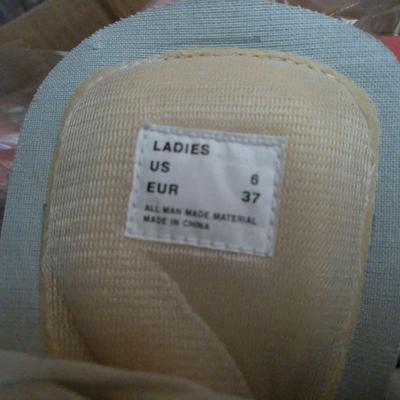 LADIES
US 6
EUR 37
ALL MAN MADE MATERIAL
MADE IN CHINA